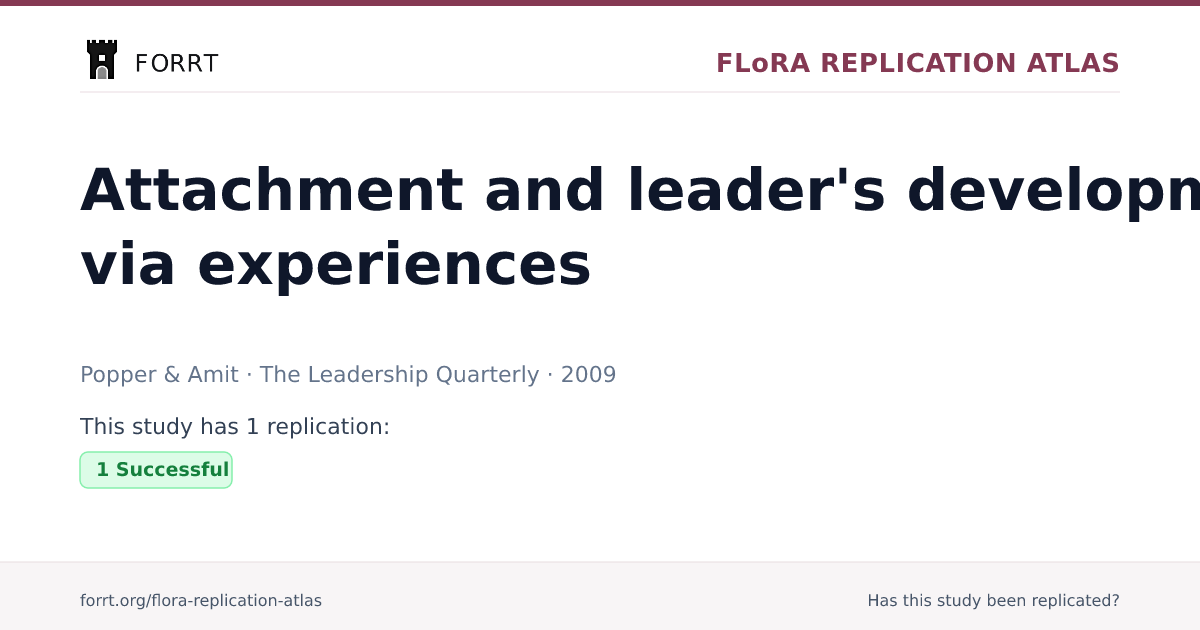 FORRT
FLoRA REPLICATION ATLAS
Attachment and leader's developm
via experiences
Popper & Amit · The Leadership Quarterly · 2009
This study has 1 replication:
1 Successful
forrt.org/flora-replication-atlas
Has this study been replicated?